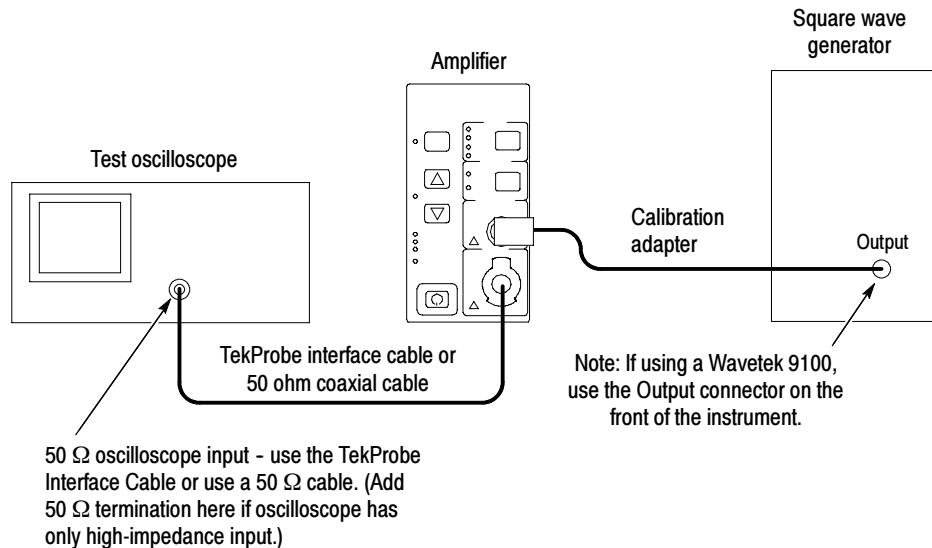 Square wave
generator
Amplifier
Test oscilloscope
Calibration
adapter
Output
TekProbe interface cable or
50 ohm coaxial cable
Note: If using a Wavetek 9100,
use the Output connector on the
front of the instrument.
50 Ω oscilloscope input - use the TekProbe
Interface Cable or use a 50 Ω cable. (Add
50 Ω termination here if oscilloscope has
only high-impedance input.)